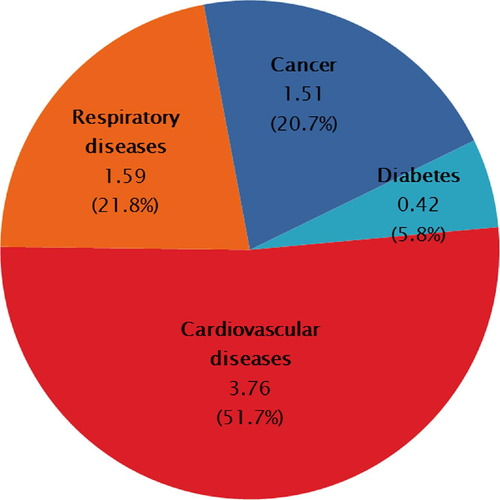 Cancer
1.51
(20.7%)
Respiratory
diseases
1.59
(21.8%)
Diabetes
0.42
(5.8%)
Cardiovascular
diseases
3.76
(51.7%)